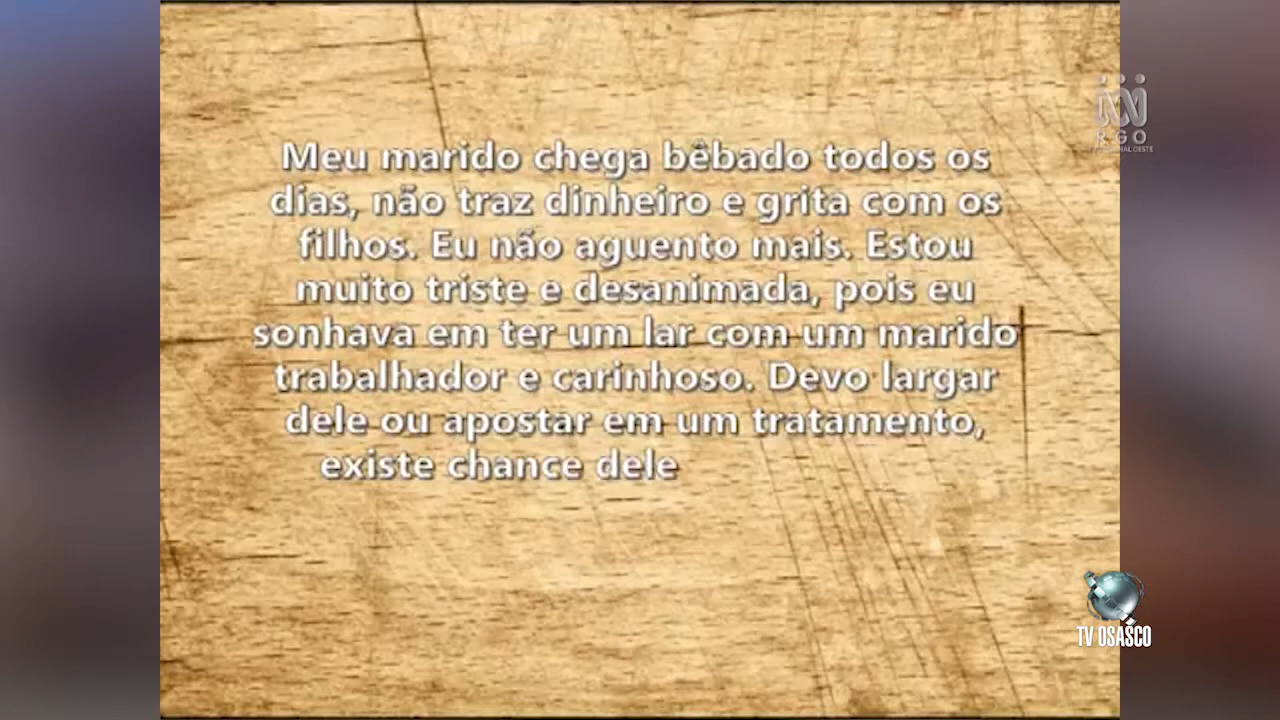 Meu marido chega bêbado todos os
dias, não traz dinheiro e grita com os
filhos. Eu não aguento mais. Estou
muito triste e desanimada, pois eu
sonhava em ter um lar com um marido
trabalhador e carinhoso. Devo largar
dele ou apostar em um tratamento,
existe chance dele
RGO
TV OSASCO